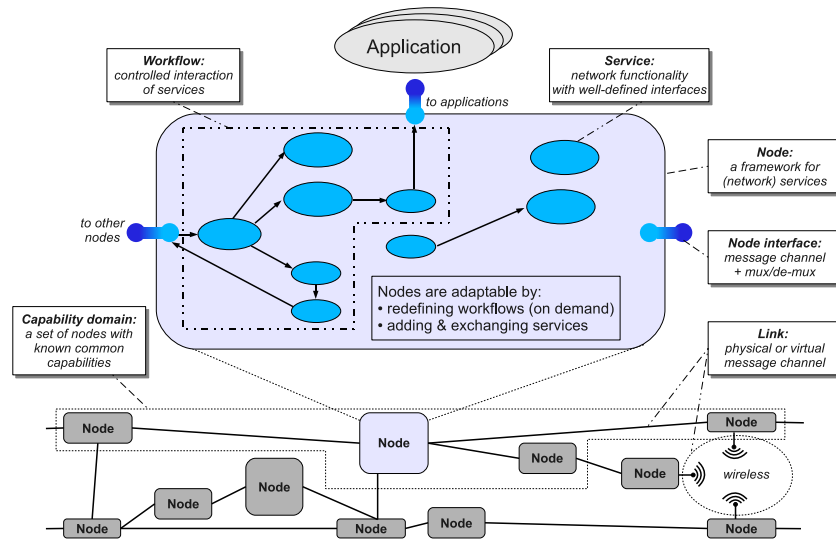 Application
Workflow:
controlled interaction
of services
Service:
network functionality
with well-defined interfaces
to applications
Node:
a framework for
(network) services
to other
nodes
Node interface:
message channel
+ mux/de-mux
Nodes are adaptable by:
• redefining workflows (on demand)
• adding & exchanging services
Capability domain:
a set of nodes with
known common
capabilities
Link:
physical or virtual
message channel
Node
Node
Node
Node
Node
wireless
Node
Node
Node
Node
Node
Node